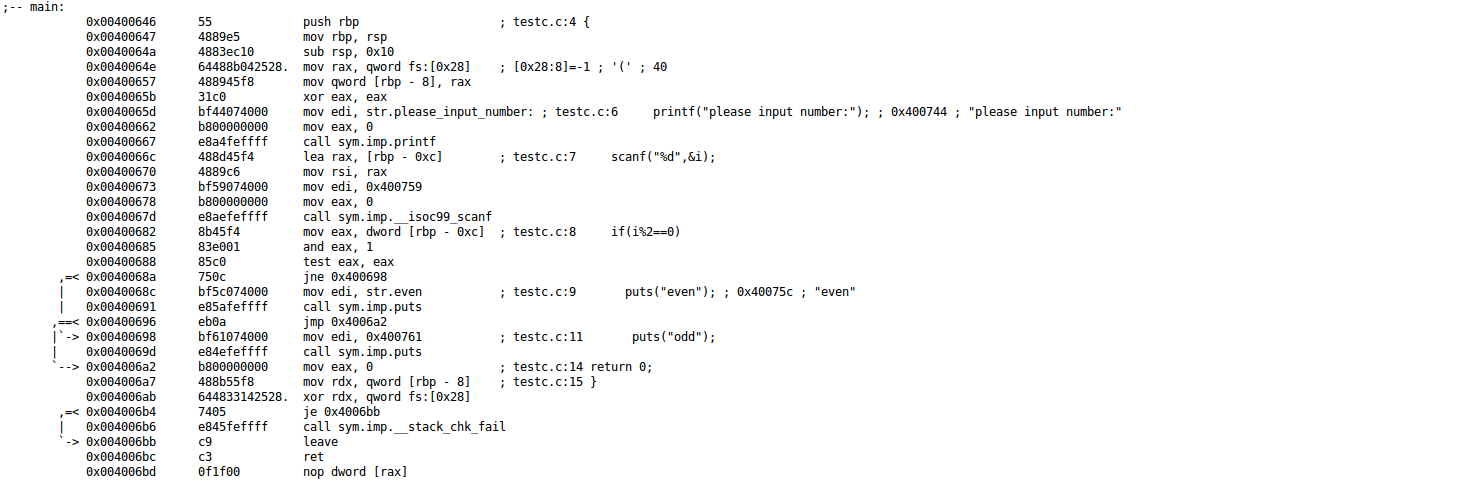 ;-- main:
            0x00400646      55             push rbp                    ; testc.c:4 {
            0x00400647      4889e5         mov rbp, rsp
            0x0040064a      4883ec10       sub rsp, 0x10
            0x0040064e      64488b042528.  mov rax, qword fs:[0x28]    ; [0x28:8]=-1 ; '(' ; 40
            0x00400657      488945f8       mov qword [rbp - 8], rax
            0x0040065b      31c0           xor eax, eax
            0x0040065d      bf44074000     mov edi, str.please_input_number: ; testc.c:6     printf("please input number:"); ; 0x400744 ; "please input number:"
            0x00400662      b800000000     mov eax, 0
            0x00400667      e8a4feffff     call sym.imp.printf
            0x0040066c      488d45f4       lea rax, [rbp - 0xc]        ; testc.c:7     scanf("%d",&i);
            0x00400670      4889c6         mov rsi, rax
            0x00400673      bf59074000     mov edi, 0x400759
            0x00400678      b800000000     mov eax, 0
            0x0040067d      e8aefeffff     call sym.imp.__isoc99_scanf
            0x00400682      8b45f4         mov eax, dword [rbp - 0xc]  ; testc.c:8     if(i%2==0)
            0x00400685      83e001         and eax, 1
            0x00400688      85c0           test eax, eax
        ,=< 0x0040068a      750c           jne 0x400698
        |   0x0040068c      bf5c074000     mov edi, str.even           ; testc.c:9       puts("even"); ; 0x40075c ; "even"
        |   0x00400691      e85afeffff     call sym.imp.puts
       ,==< 0x00400696      eb0a           jmp 0x4006a2
       |`-> 0x00400698      bf61074000     mov edi, 0x400761           ; testc.c:11       puts("odd");
       |    0x0040069d      e84efeffff     call sym.imp.puts
       `--> 0x004006a2      b800000000     mov eax, 0                  ; testc.c:14 return 0;
            0x004006a7      488b55f8       mov rdx, qword [rbp - 8]    ; testc.c:15 }
            0x004006ab      644833142528.  xor rdx, qword fs:[0x28]
        ,=< 0x004006b4      7405           je 0x4006bb
        |   0x004006b6      e845feffff     call sym.imp.__stack_chk_fail
        `-> 0x004006bb      c9             leave
            0x004006bc      c3             ret
            0x004006bd      0f1f00         nop dword [rax]